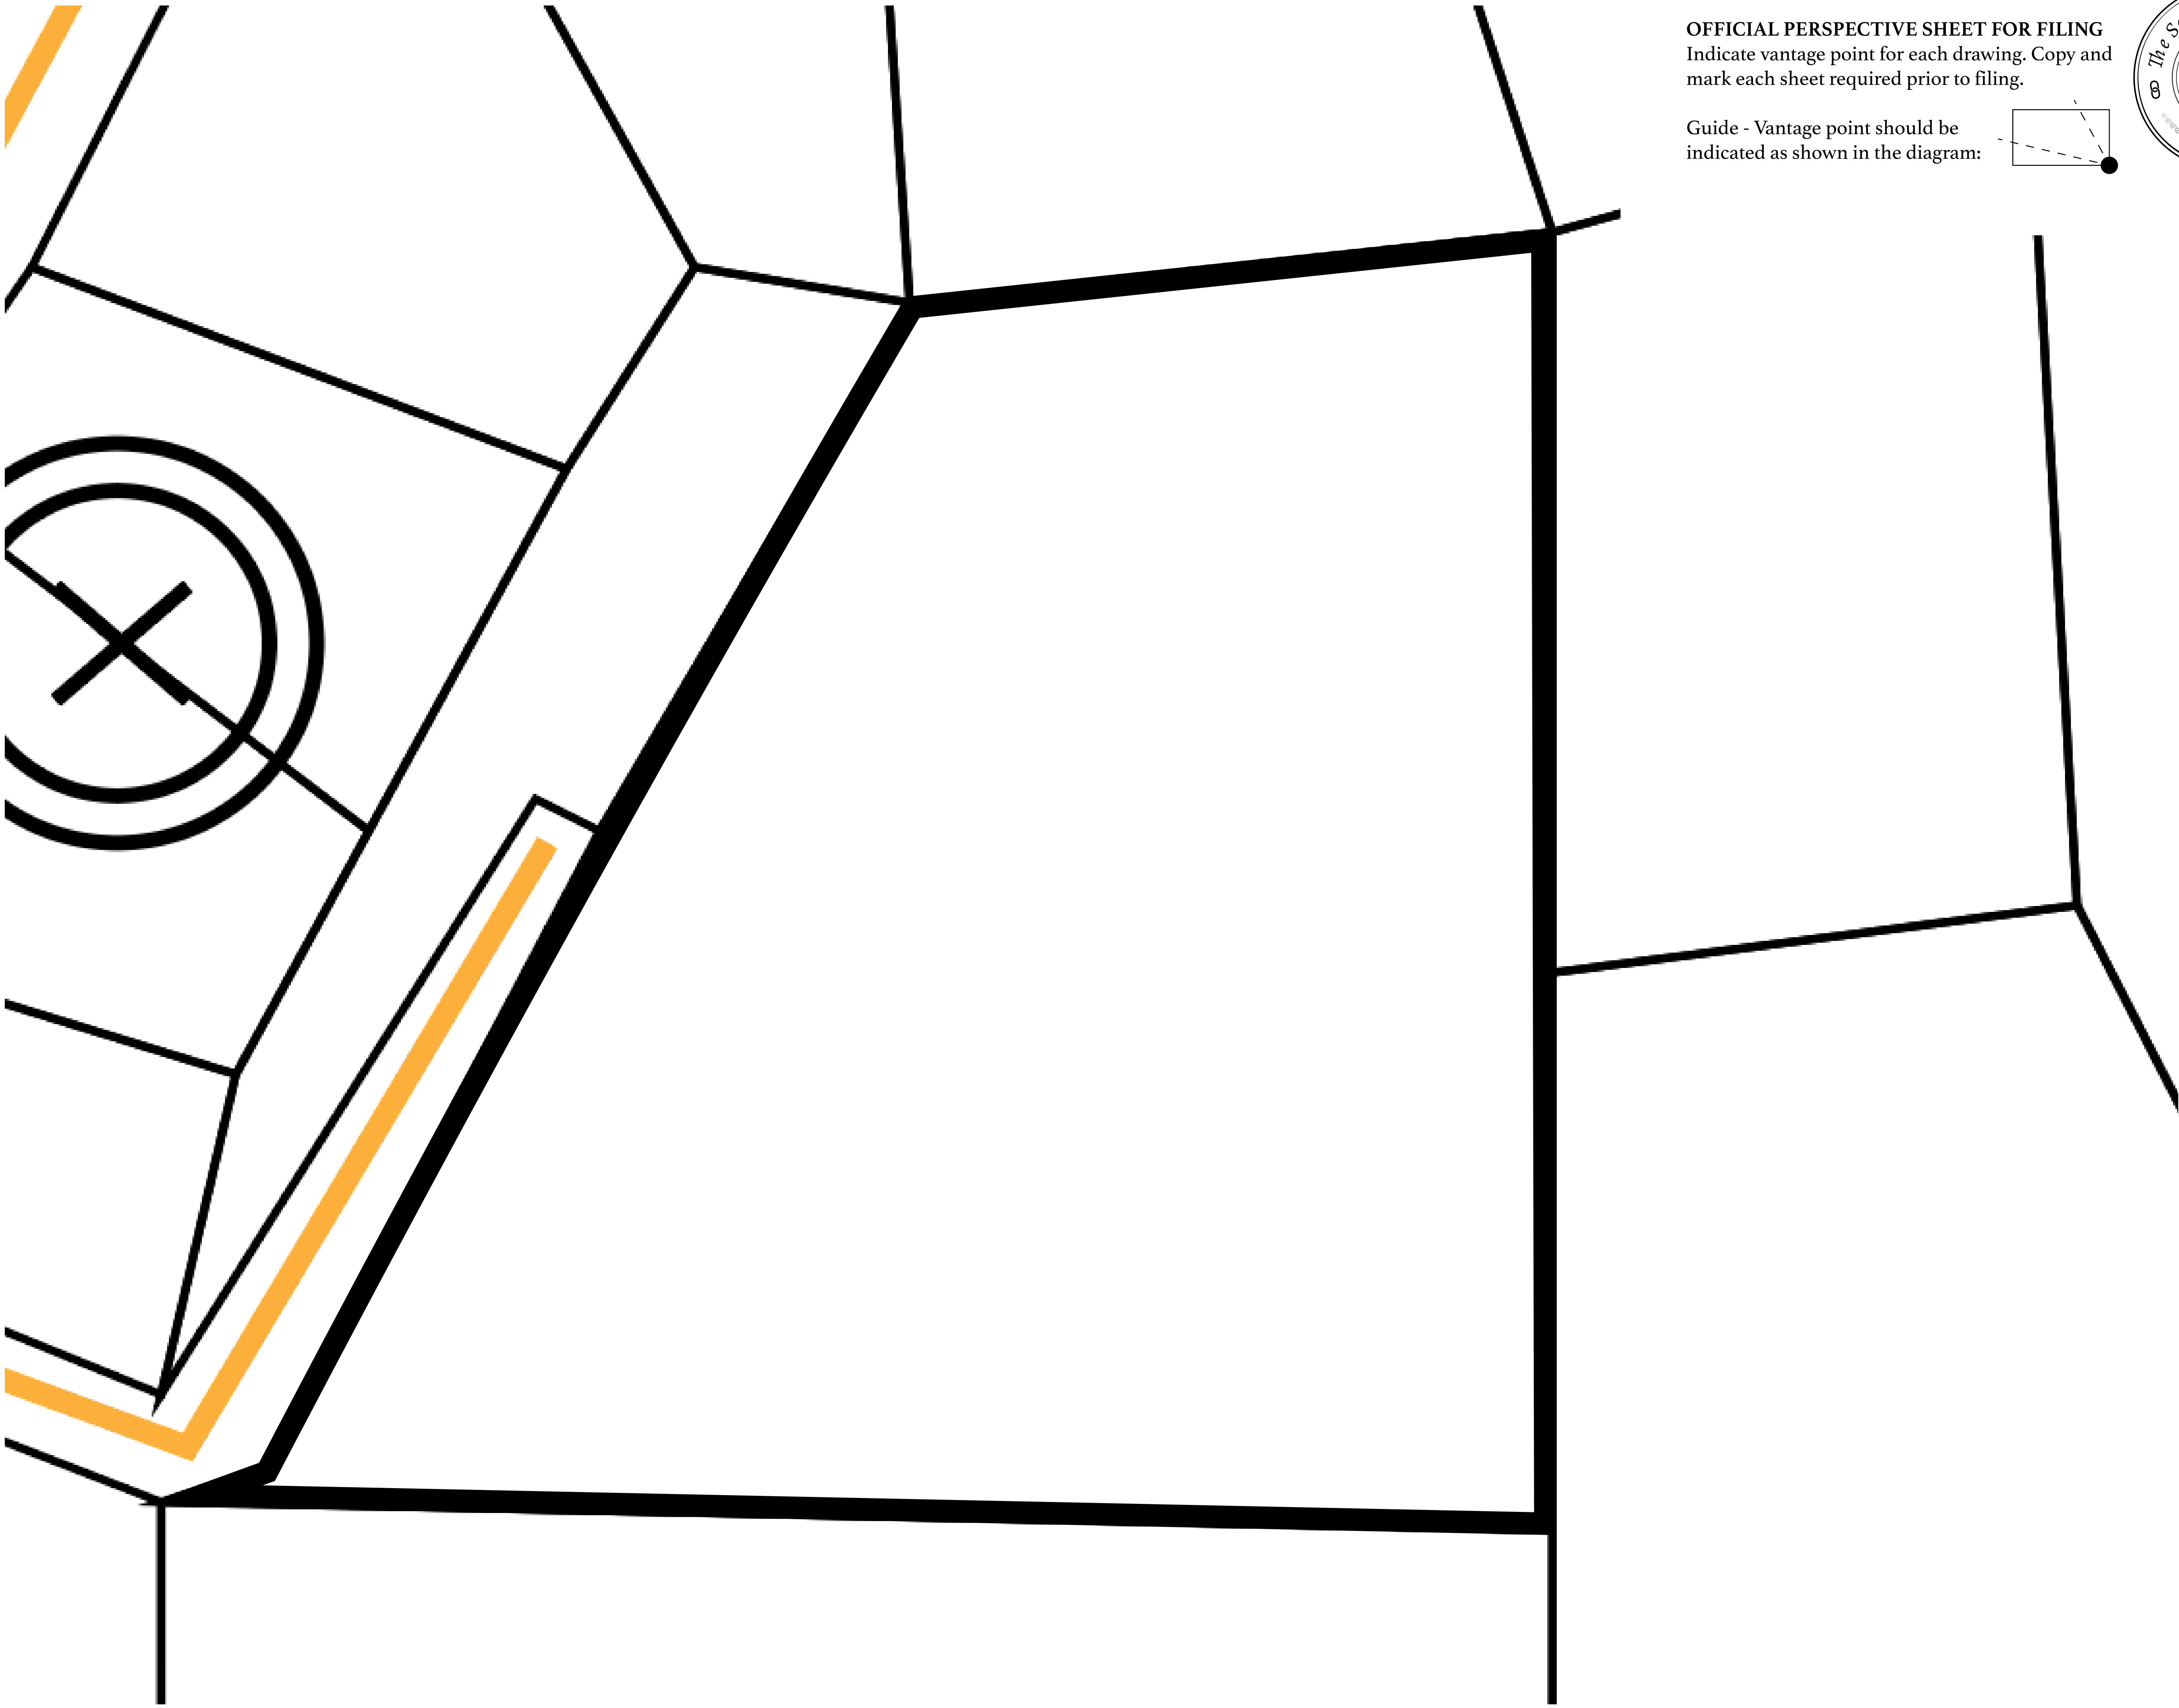 OFFICIAL PERSPECTIVE SHEET FOR FILING
Indicate vantage point for each drawing. Copy and
mark each sheet required prior to filing.
Guide - Vantage point should be
indicated as shown in the diagram:
The